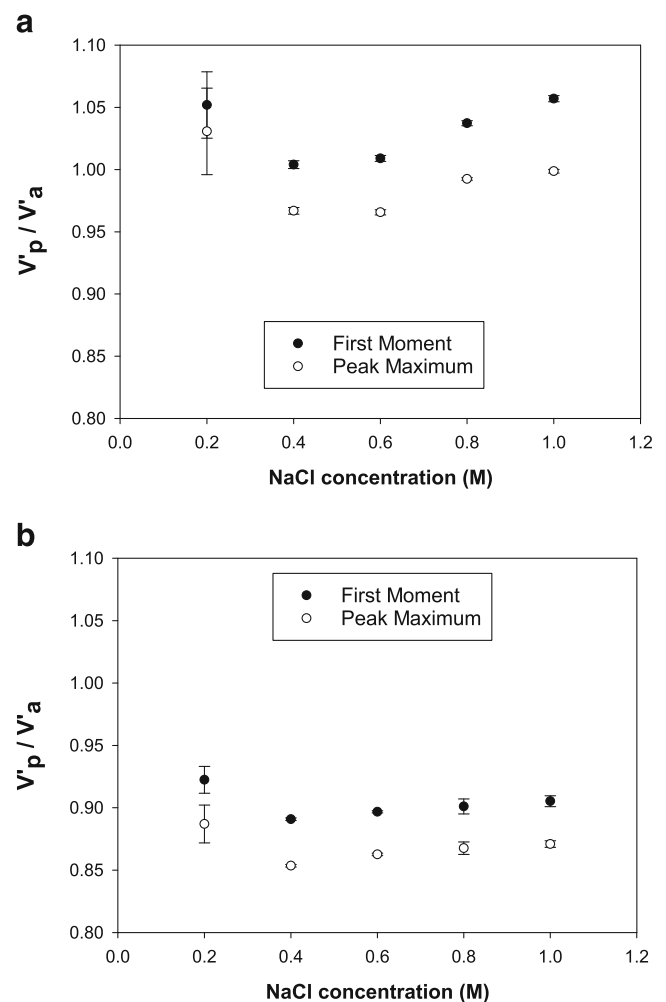 a
1.10
1.05
1.00
0.95
0.90
0.85
0.80
V'p / V'a
First Moment
Peak Maximum
0.0 0.2 0.4 0.6 0.8 1.0 1.2
NaCl concentration (M)
b
1.10
1.05
1.00
0.95
0.90
0.85
0.80
V'p / V'a
First Moment
Peak Maximum
0.0 0.2 0.4 0.6 0.8 1.0 1.2
NaCl concentration (M)